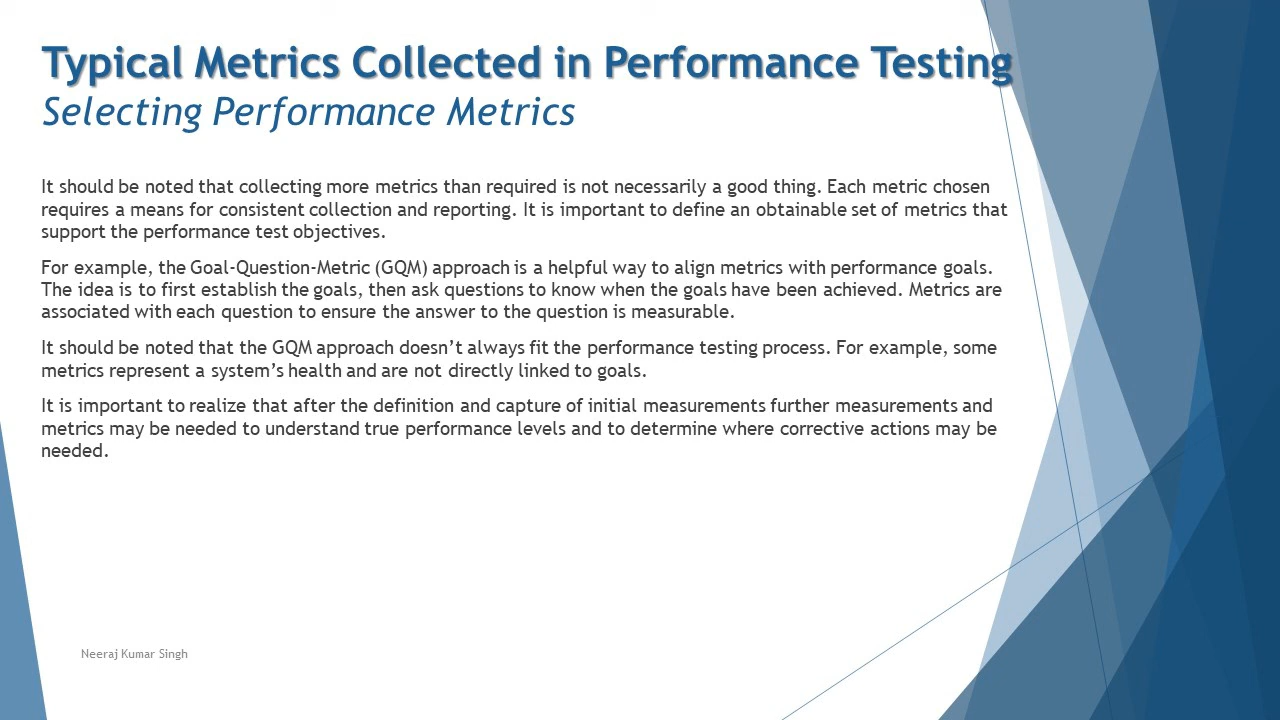 Typical Metrics Collected in Performance Testing
Selecting Performance Metrics
It should be noted that collecting more metrics than required is not necessarily a good thing. Each metric chosen
requires a means for consistent collection and reporting. It is important to define an obtainable set of metrics that
support the performance test objectives.
For example, the Goal-Question-Metric (GQM) approach is a helpful way to align metrics with performance goals.
The idea is to first establish the goals, then ask questions to know when the goals have been achieved. Metrics are
associated with each question to ensure the answer to the question is measurable.
It should be noted that the GQM approach doesn’t always fit the performance testing process. For example, some
metrics represent a system’s health and are not directly linked to goals.
It is important to realize that after the definition and capture of initial measurements further measurements and
metrics may be needed to understand true performance levels and to determine where corrective actions may be
needed.
Neeraj Kumar Singh